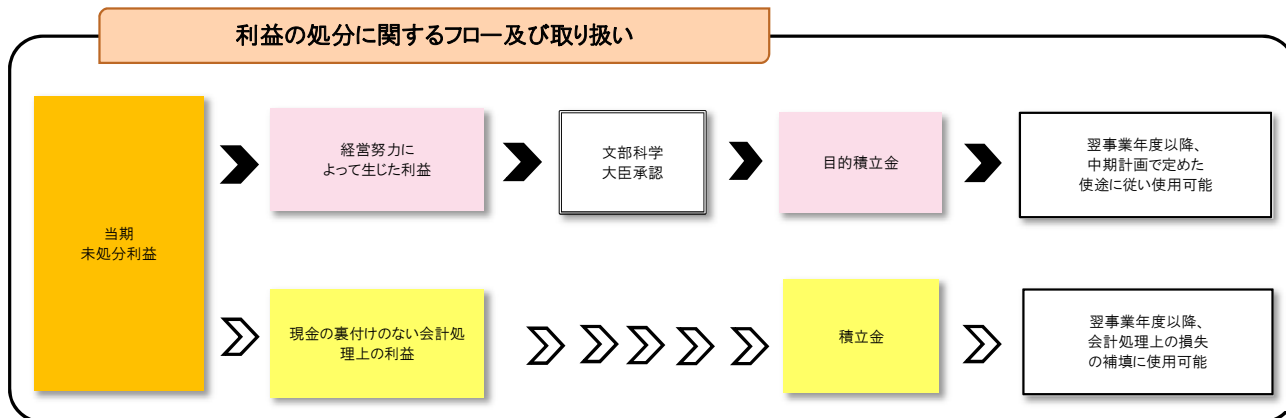 利益の処分に関するフロー及び取り扱い
当期
未処分利益
経営努力に
よって生じた利益
文部科学
大臣承認
目的積立金
翌事業年度以降、
中期計画で定めた
使途に従い使用可能
現金の裏付けのない会計処
理上の利益
積立金
翌事業年度以降、
会計処理上の損失
の補填に使用可能